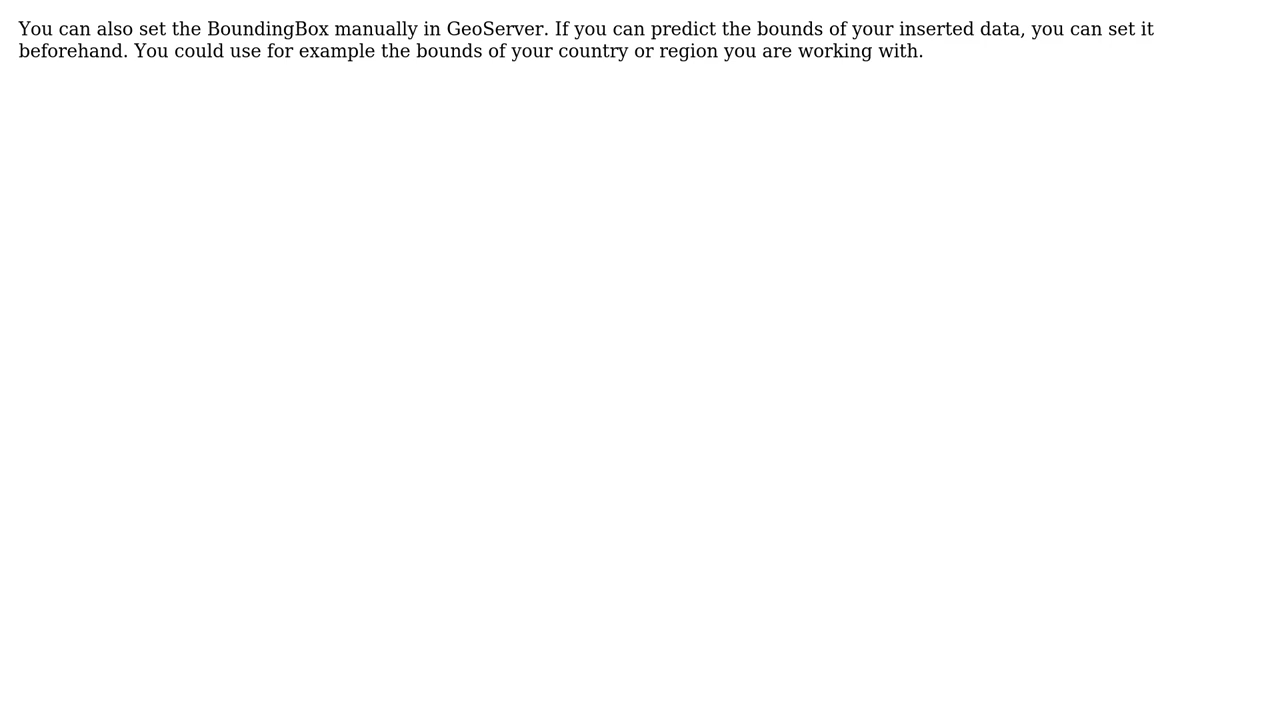 You can also set the BoundingBox manually in GeoServer. If you can predict the bounds of your inserted data, you can set it
beforehand. You could use for example the bounds of your country or region you are working with.